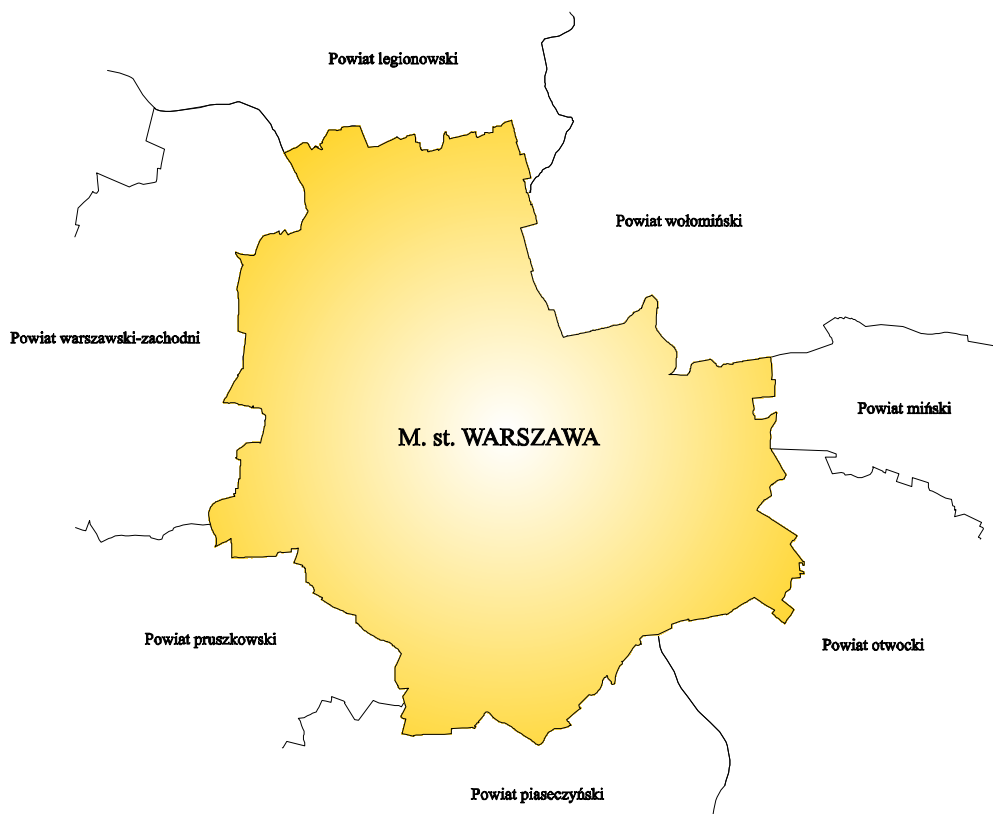 Powiat legionowski
Powiat wołomiński
Powiat warszawski-zachodni
Powiat miński
M. st. WARSZAWA
Powiat pruszkowski
Powiat otwocki
Powiat piaseczyński